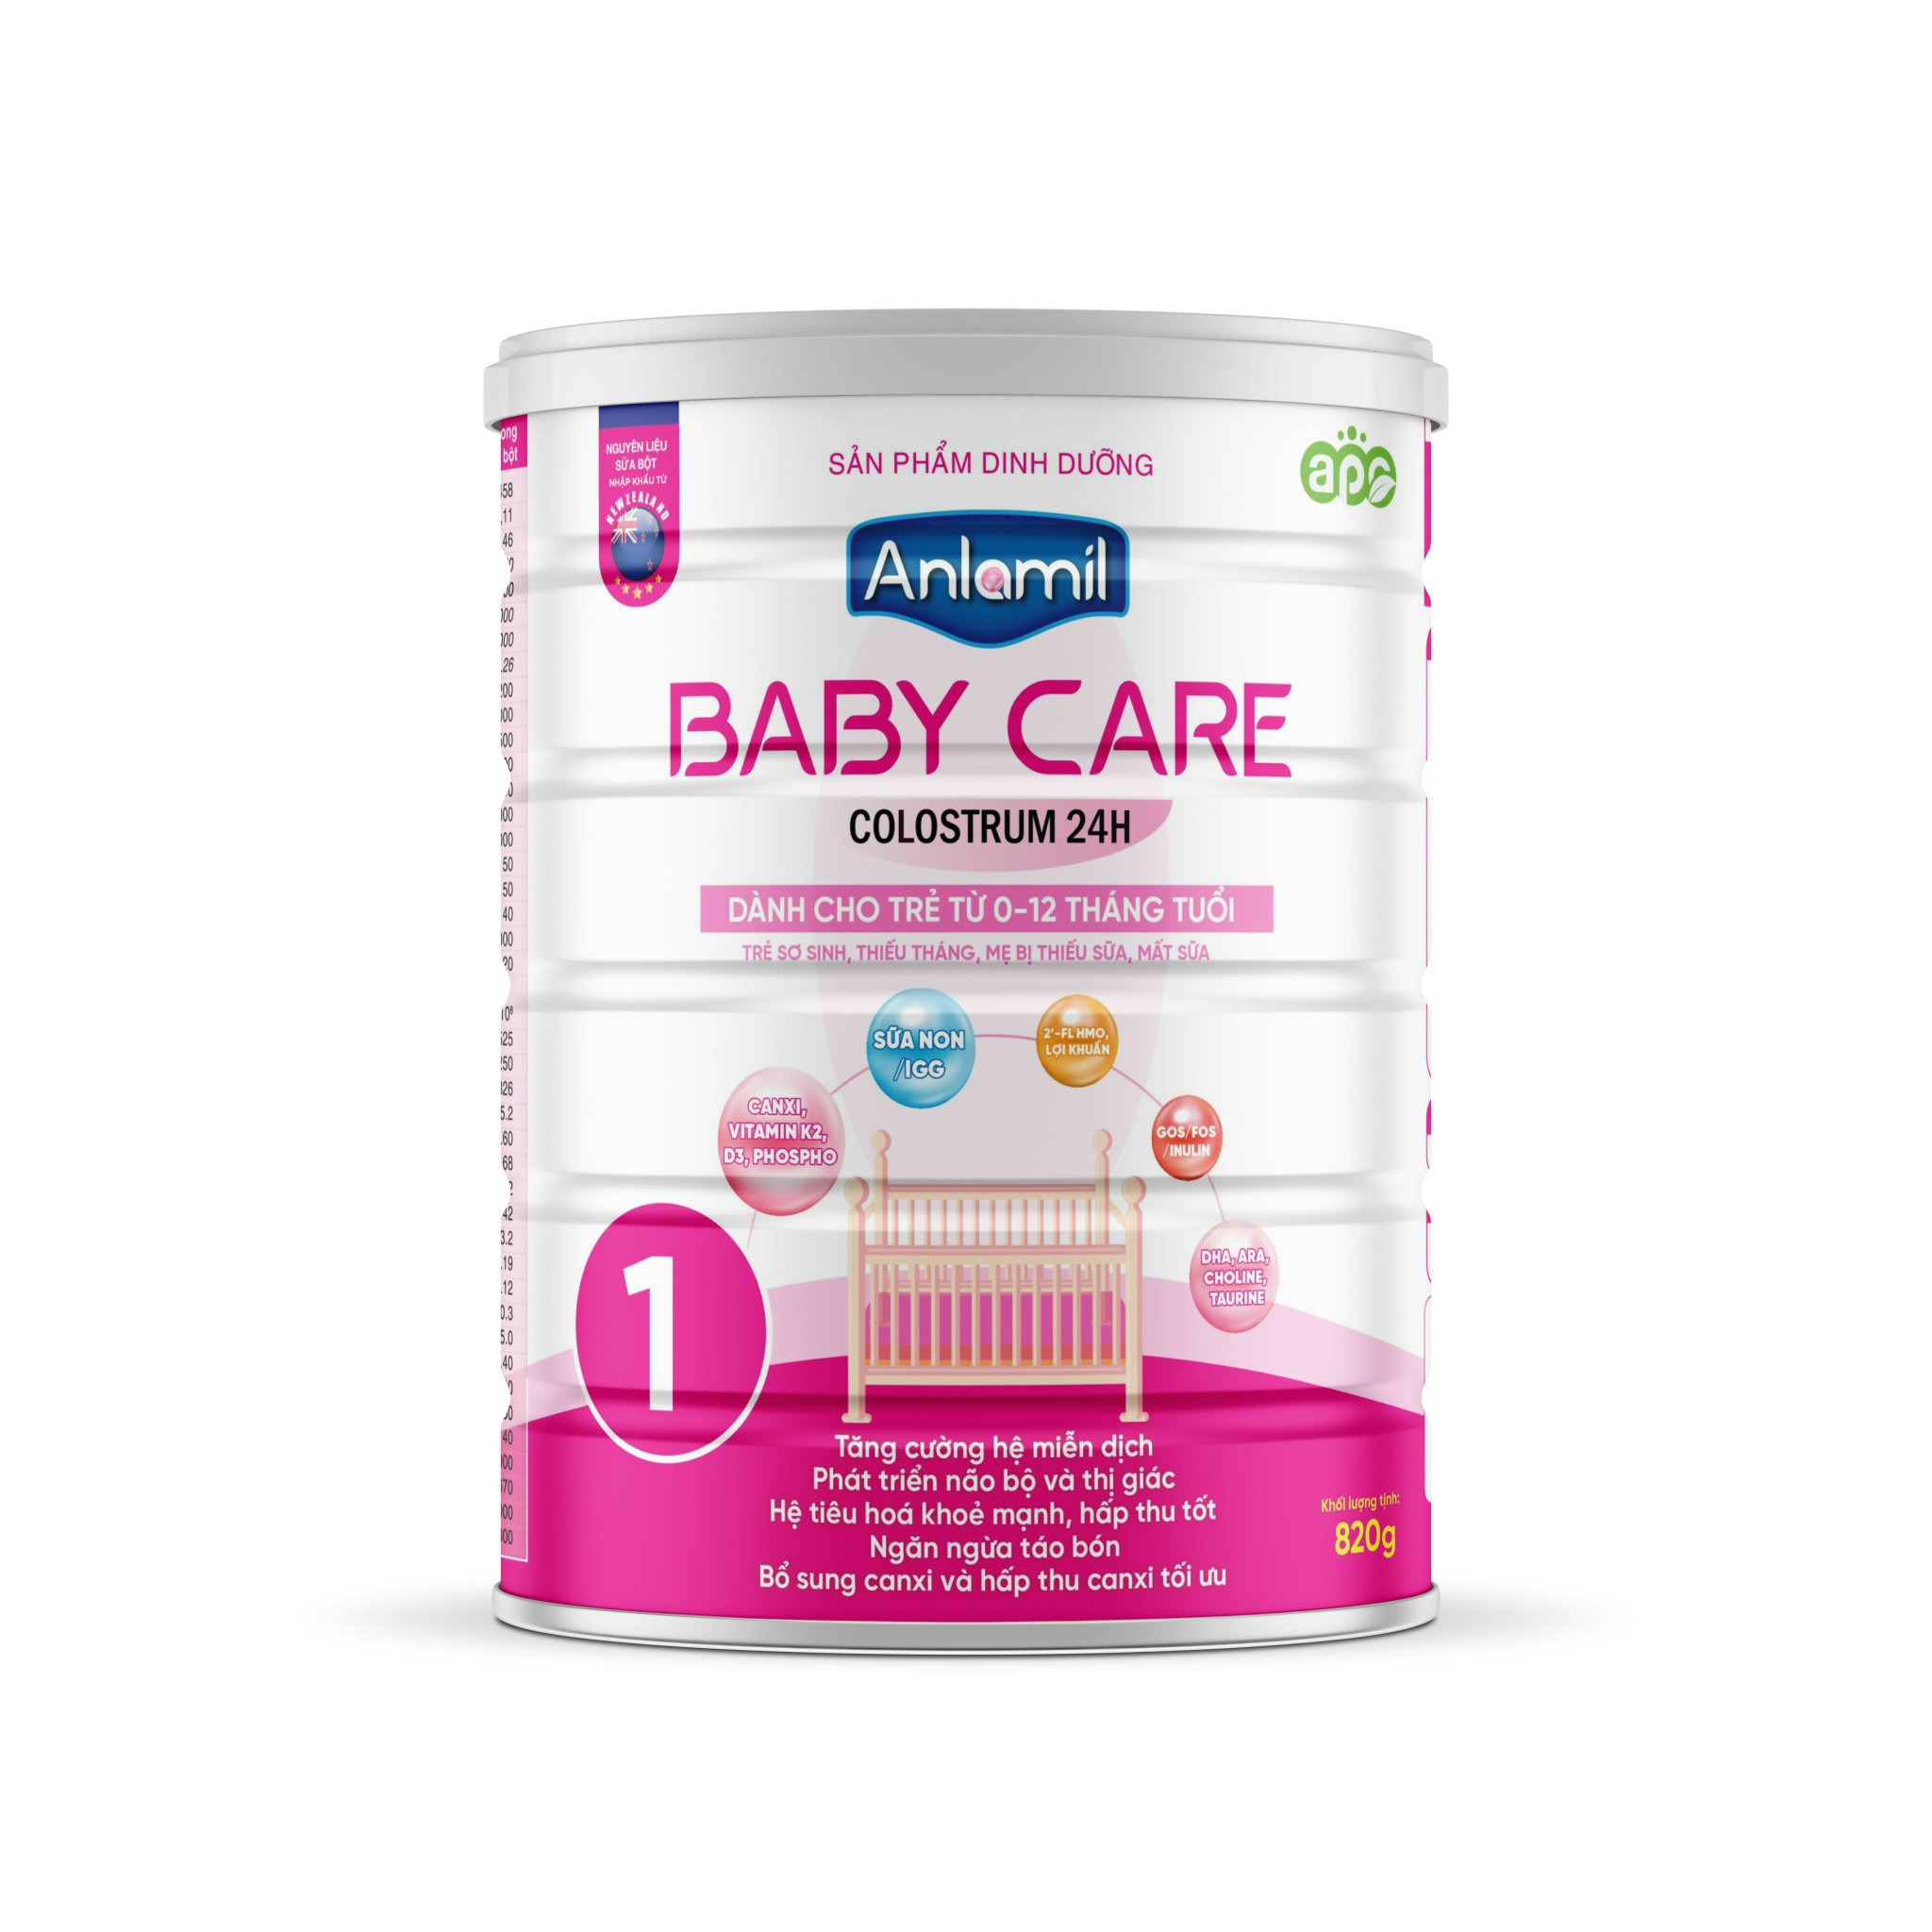 SẢN PHẨM DINH DƯỠNG
apc
NGUYÊN LIỆU
SỮA BỘT
NHẬP KHẨU TỪ
NEWZEALAND
Anlamil
BABY CARE
COLOSTRUM 24H
DÀNH CHO TRẺ TỪ 0-12 THÁNG TUỔI
TRẺ SƠ SINH, THIẾU THÁNG, MẸ BỊ THIẾU SỮA, MẤT SỮA
SỮA NON
/IGG
2'-FL HMO,
LỢI KHUẨN
CANXI,
VITAMIN K2,
D3, PHOSPHO
GOS/FOS
/INULIN
DHA, ARA,
CHOLINE,
TAURINE
1
Tăng cường hệ miễn dịch
Phát triển não bộ và thị giác
Hệ tiêu hoá khoẻ mạnh, hấp thu tốt
Ngăn ngừa táo bón
Bổ sung canxi và hấp thu canxi tối ưu
Khối lượng tịnh:
820g